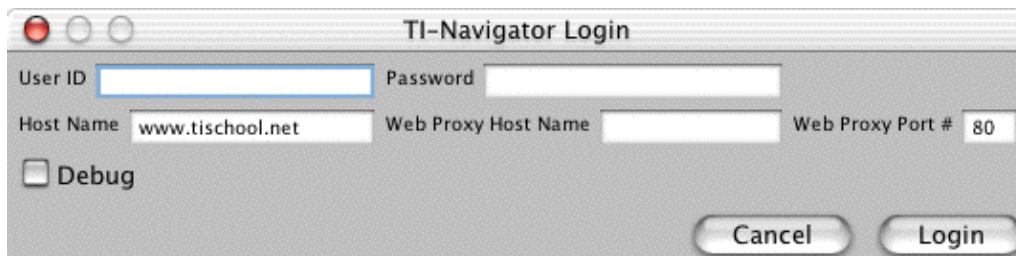 TI-Navigator Login
User ID Password
Host Name www.tischool.net Web Proxy Host Name Web Proxy Port # 80
Debug
Cancel Login